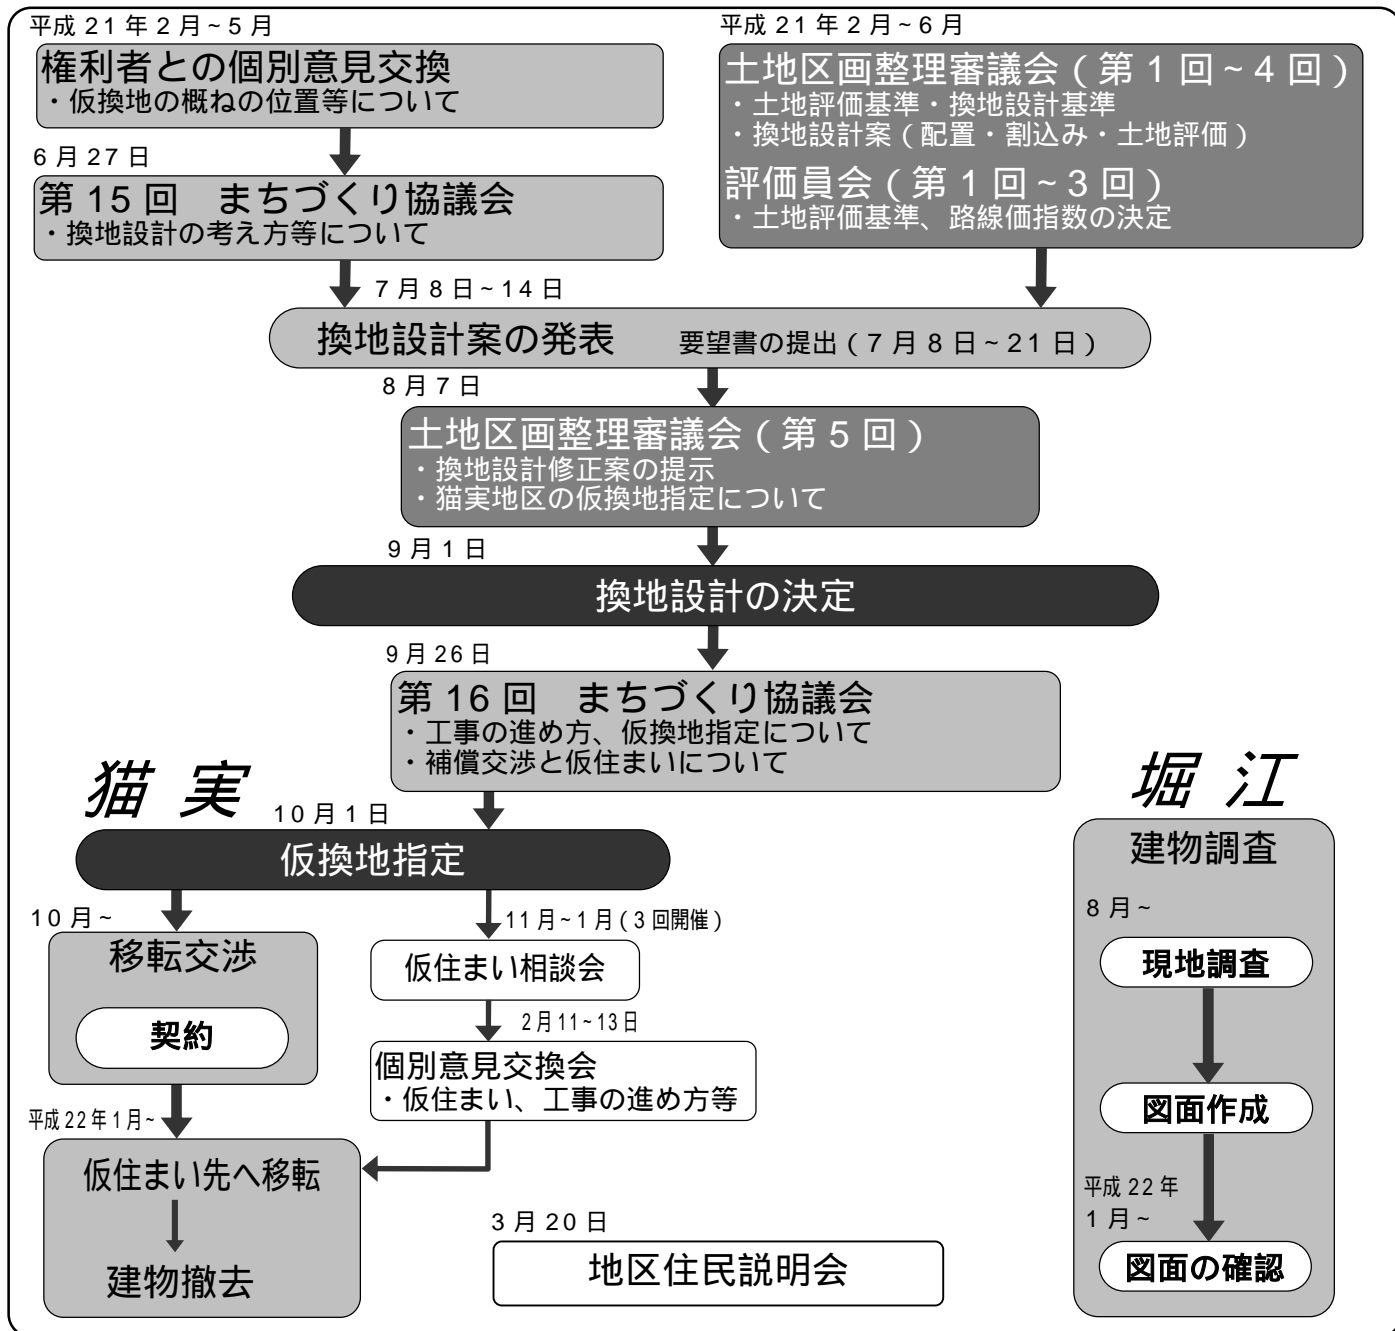 平成21年2月~5月
権利者との個別意見交換
・仮換地の概ねの位置等について
6月27日
第15回 まちづくり協議会
・換地設計の考え方等について
平成21年2月~6月
土地区画整理審議会(第1回~4回)
・土地評価基準・換地設計基準
・換地設計案(配置・割込み・土地評価)
評価員会(第1回~3回)
・土地評価基準、路線価指数の決定
7月8日~14日
換地設計案の発表 要望書の提出(7月8日~21日)
8月7日
土地区画整理審議会(第5回)
・換地設計修正案の提示
・猫実地区の仮換地指定について
9月1日
換地設計の決定
9月26日
第16回 まちづくり協議会
・工事の進め方、仮換地指定について
・補償交渉と仮住まいについて
猫実
10月1日
仮換地指定
10月~
移転交渉
契約
11月~1月(3回開催)
仮住まい相談会
2月11~13日
個別意見交換会
・仮住まい、工事の進め方等
平成22年1月~
仮住まい先へ移転
建物撤去
3月20日
地区住民説明会
堀江
建物調査
8月~
現地調査
図面作成
平成22年
1月~
図面の確認